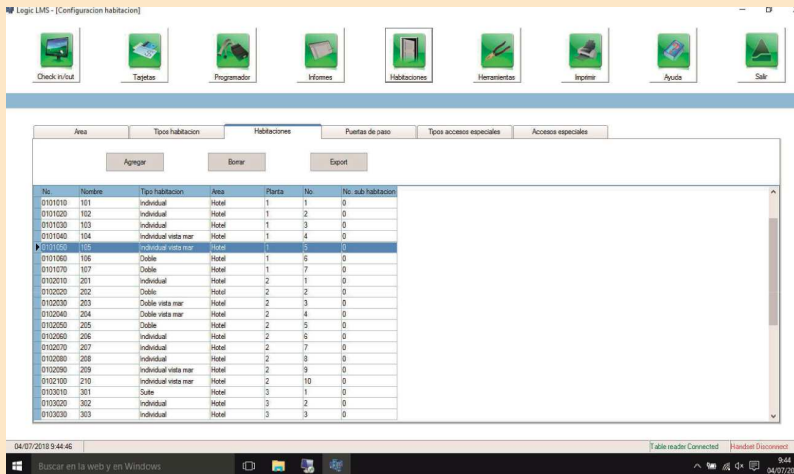 Logic LMS - [Configuracion habitacion]
Check in/out Tarjetas Programador Informes Habitaciones Herramientas Imprimir Ayuda Salir
Area Tipos habitacion Habitaciones Puertas de paso Tipos accesos especiales Accesos especiales
Agregar Borrar Export
No. Nombre Tipo habitacion Area Planta No. No. sub habitacion
0101010 101 Individual Hotel 1 1 0
0101020 102 Individual Hotel 1 2 0
0101030 103 Individual Hotel 1 3 0
0101040 104 Individual vista mar Hotel 1 4 0
0101050 105 Individual vista mar Hotel 1 5 0
0101060 106 Doble Hotel 1 6 0
0101070 107 Doble Hotel 1 7 0
0102010 201 Individual Hotel 2 1 0
0102020 202 Doble Hotel 2 2 0
0102030 203 Doble vista mar Hotel 2 3 0
0102040 204 Doble vista mar Hotel 2 4 0
0102050 205 Doble Hotel 2 5 0
0102060 206 Individual Hotel 2 6 0
0102070 207 Individual Hotel 2 7 0
0102080 208 Individual Hotel 2 8 0
0102090 209 Individual vista mar Hotel 2 9 0
0102100 210 Individual vista mar Hotel 2 10 0
0103010 301 Suite Hotel 3 1 0
0103020 302 Individual Hotel 3 2 0
0103030 303 Individual Hotel 3 3 0
04/07/2018 9:44:46 Table reader Connected Handset Disconnect
Buscar en la web y en Windows 9:44
04/07/20